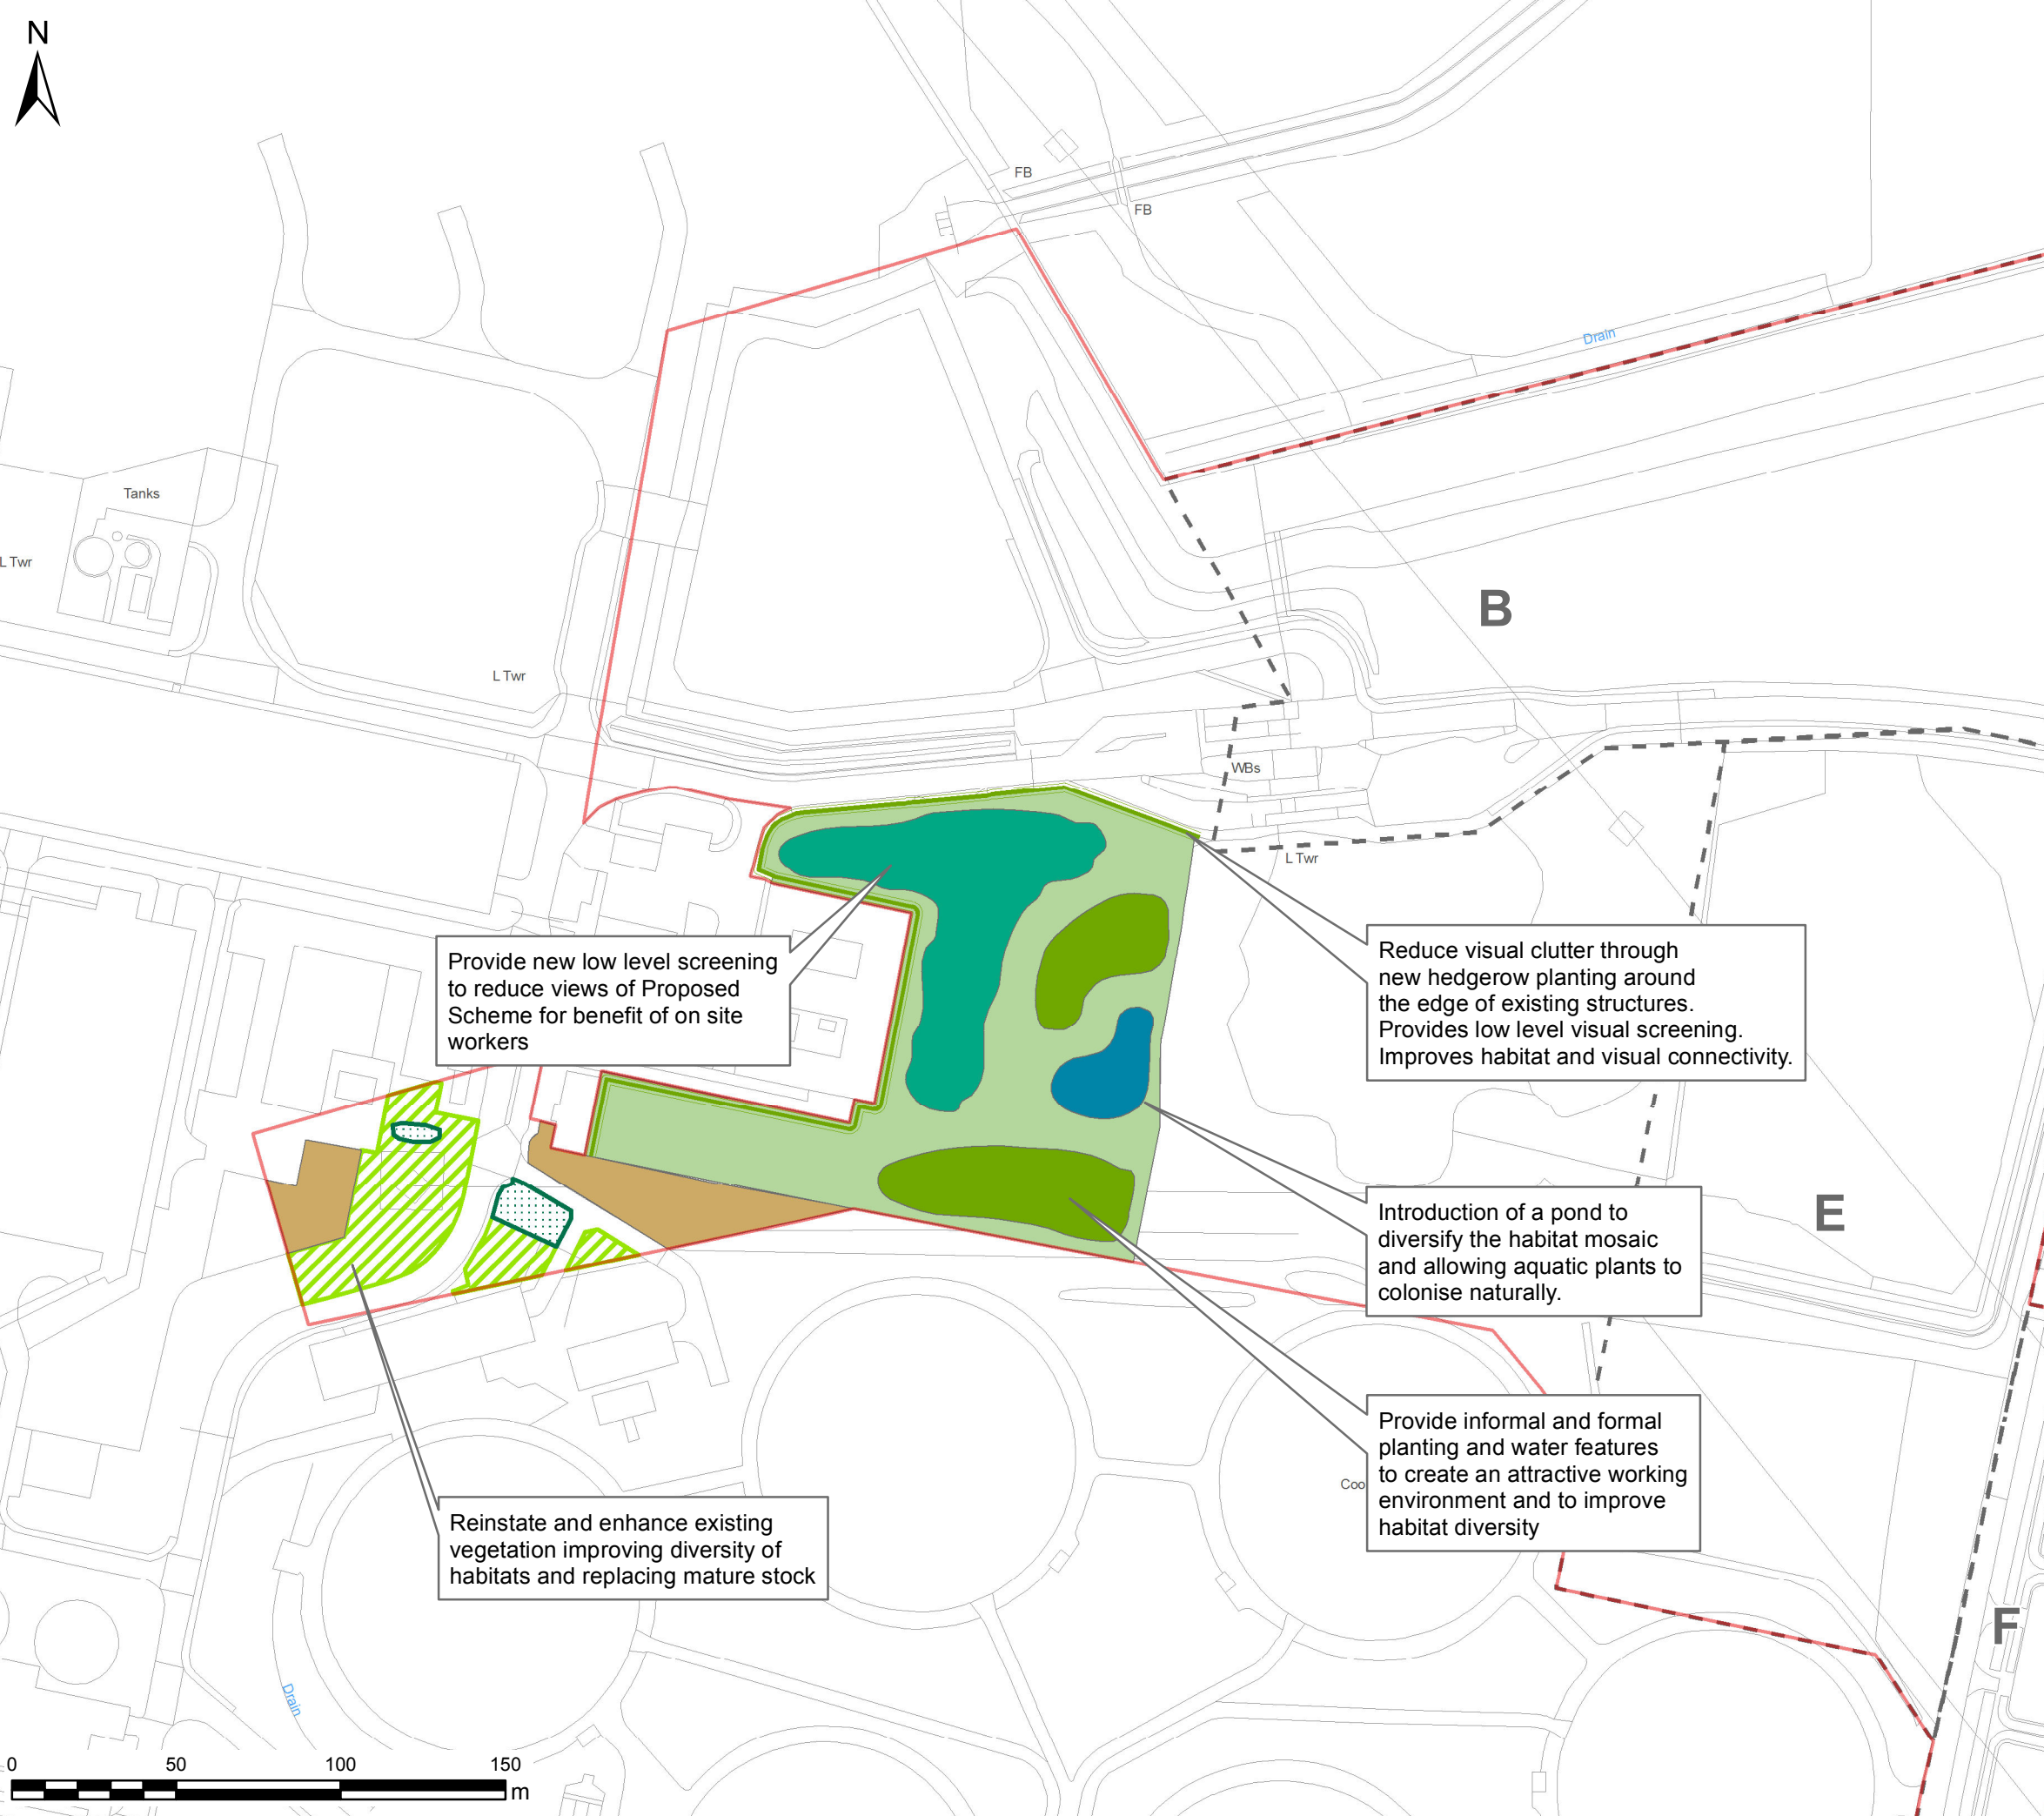 N
FB
FB
Drain
Tanks
L Twr
B
L Twr
WBs
L Twr
Provide new low level screening
to reduce views of Proposed
Scheme for benefit of on site
workers
Reduce visual clutter through
new hedgerow planting around
the edge of existing structures.
Provides low level visual screening.
Improves habitat and visual connectivity.
Introduction of a pond to
diversify the habitat mosaic
and allowing aquatic plants to
colonise naturally.
E
Provide informal and formal
planting and water features
to create an attractive working
environment and to improve
habitat diversity
Coo
Reinstate and enhance existing
vegetation improving diversity of
habitats and replacing mature stock
F
Drain
0 50 100 150
m